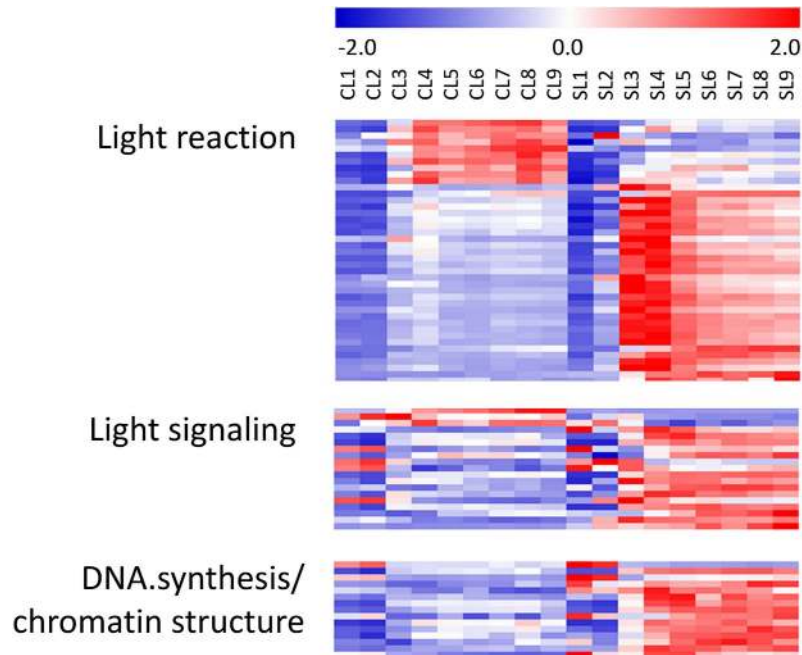 -2.0 0.0 2.0
CL1 CL2 CL3 CL4 CL5 CL6 CL7 CL8 CL9 SL1 SL2 SL3 SL4 SL5 SL6 SL7 SL8 SL9
Light reaction
Light signaling
DNA.synthesis/
chromatin structure